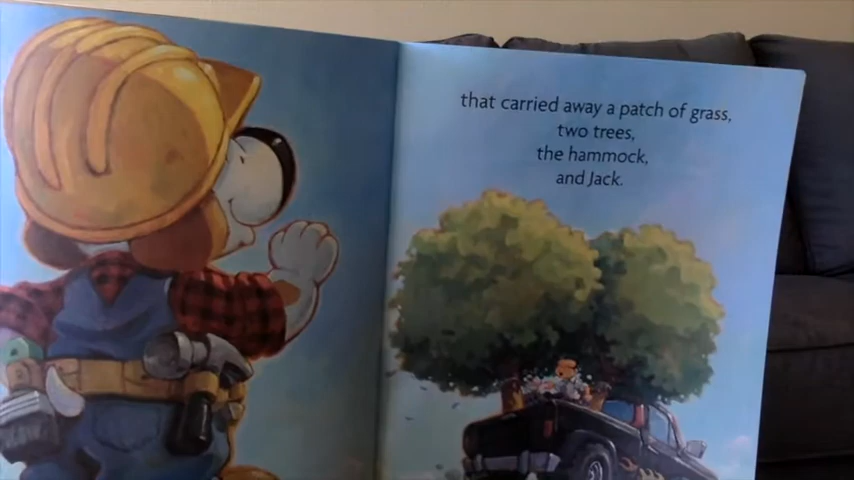 that carried away a patch of grass,
two trees,
the hammock,
and Jack.